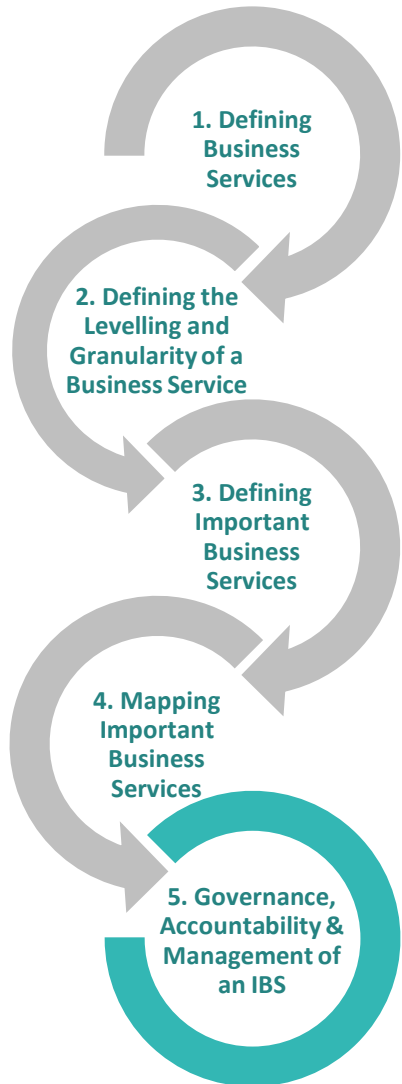 1. Defining
Business
Services
2. Defining the
Levelling and
Granularity of a
Business Service
3. Defining
Important
Business
Services
4. Mapping
Important
Business
Services
5. Governance,
Accountability &
Management of
an IBS